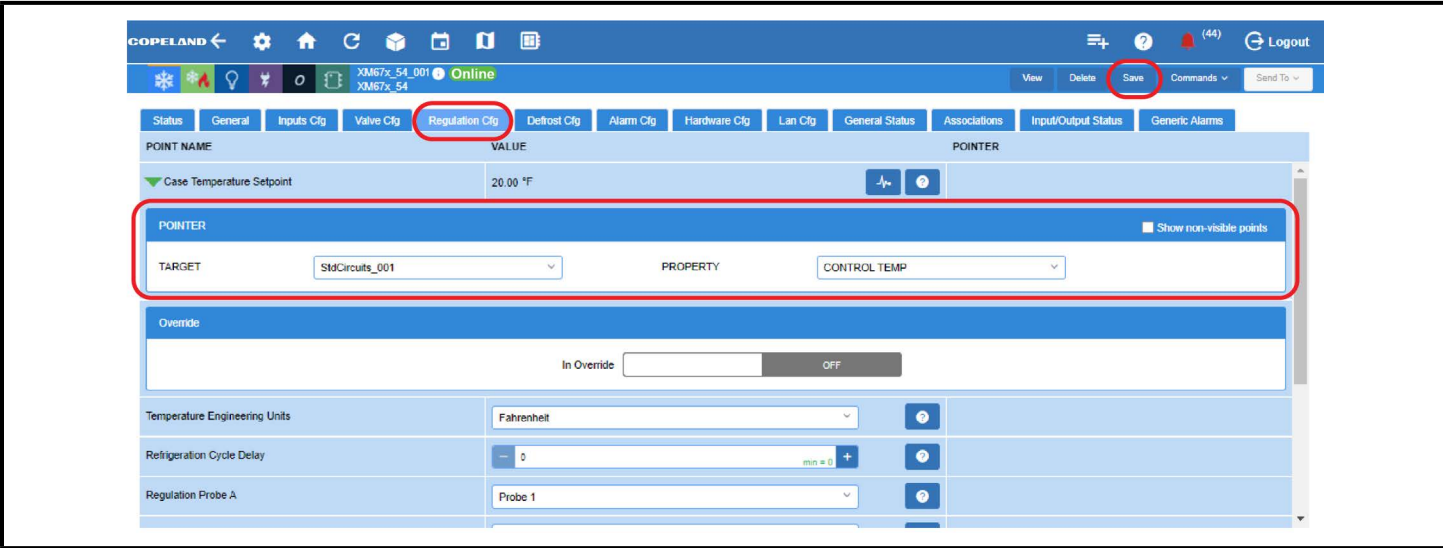 COPELAND (44) Logout
XM67x_54_001 Online
XM67x_54
View Delete Save Commands Send To
Status General Inputs Cfg Valve Cfg Regulation Cfg Defrost Cfg Alarm Cfg Hardware Cfg Lan Cfg General Status Associations Input/Output Status Generic Alarms
POINT NAME VALUE POINTER
Case Temperature Setpoint 20.00 °F
POINTER Show non-visible points
TARGET StdCircuits_001 PROPERTY CONTROL TEMP
Override
In Override OFF
Temperature Engineering Units Fahrenheit
Refrigeration Cycle Delay 0 min = 0
Regulation Probe A Probe 1